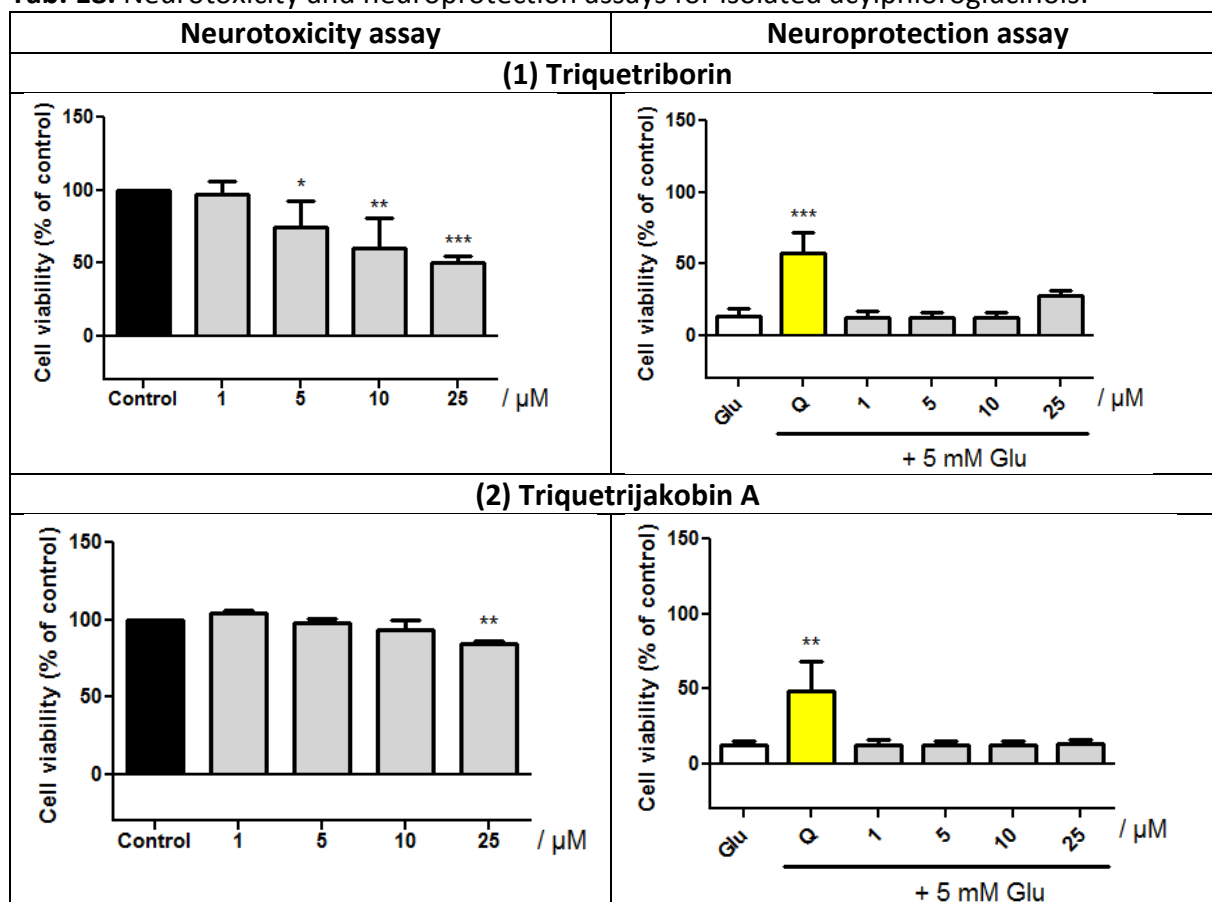 Tab. 18. Neurotoxicity and neuroprotection assays for isolated acylphloroglucinols.
Neurotoxicity assay
Neuroprotection assay
(1) Triquetriborin
Cell viability (% of control)
150
100
50
0
*
**
***
Control 1 5 10 25 / µM
Cell viability (% of control)
150
100
50
0
***
Glu Q 1 5 10 25 / µM
+ 5 mM Glu
(2) Triquetrijakobin A
Cell viability (% of control)
150
100
50
0
**
Control 1 5 10 25 / µM
Cell viability (% of control)
150
100
50
0
**
Glu Q 1 5 10 25 / µM
+ 5 mM Glu